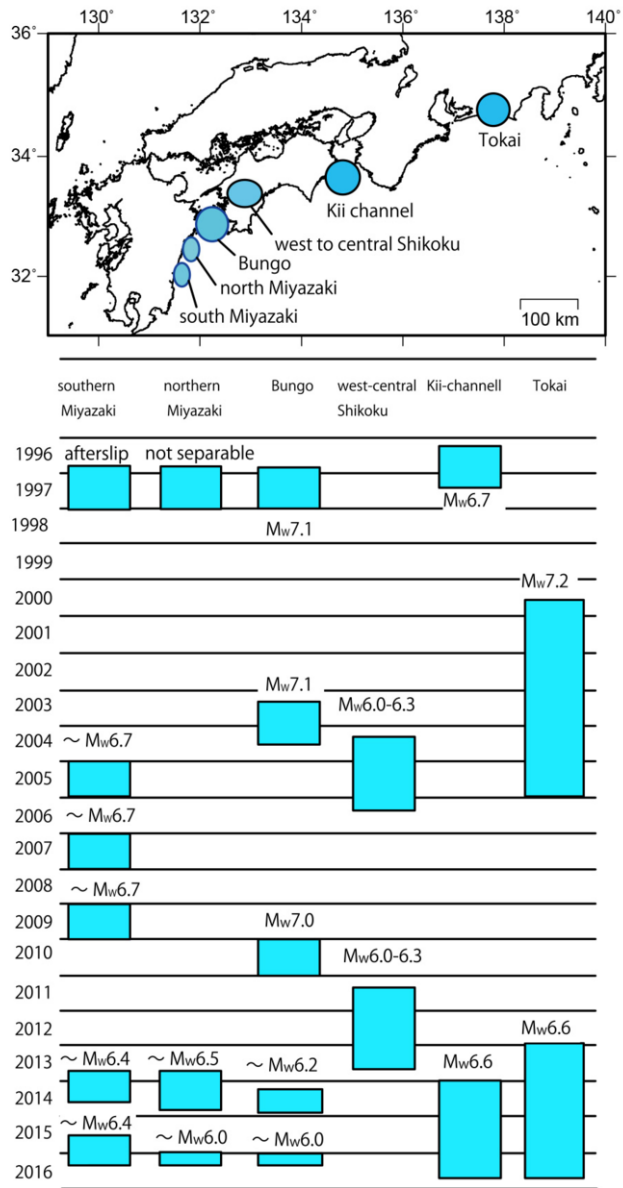 130° 132° 134° 136° 138° 140°
36°
34°
32°
Tokai
Kii channel
west to central Shikoku
Bungo
north Miyazaki
south Miyazaki
100 km
southern Miyazaki
northern Miyazaki
Bungo
west-central Shikoku
Kii-channell
Tokai
1996 afterslip not separable
1997 Mw6.7
1998 Mw7.1
1999
2000 Mw7.2
2001
2002
Mw7.1
2003 Mw6.0-6.3
2004 ～Mw6.7
2005
2006 ～Mw6.7
2007
2008 ～Mw6.7
2009 Mw7.0
2010 Mw6.0-6.3
2011
2012 Mw6.6
2013 ～Mw6.4 ～Mw6.5 ～Mw6.2 Mw6.6
2014
2015 ～Mw6.4 ～Mw6.0 ～Mw6.0
2016